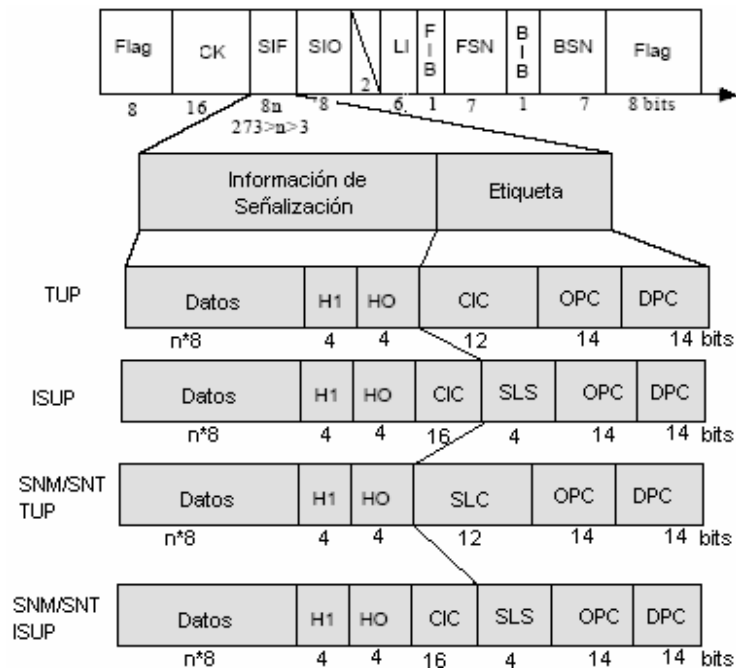 Flag CK SIF SIO LI FIB FSN BIB BSN Flag
8 16 8n "8 2 6 1 7 1 7 8 bits
273>n>3
Información de Señalización Etiqueta
TUP Datos H1 HO CIC OPC DPC
n*8 4 4 12 14 14 bits
ISUP Datos H1 HO CIC SLS OPC DPC
n*8 4 4 16 4 14 14 bits
SNM/SNT TUP Datos H1 HO SLC OPC DPC
n*8 4 4 12 14 14 bits
SNM/SNT ISUP Datos H1 HO CIC SLS OPC DPC
n*8 4 4 16 4 14 14 bits